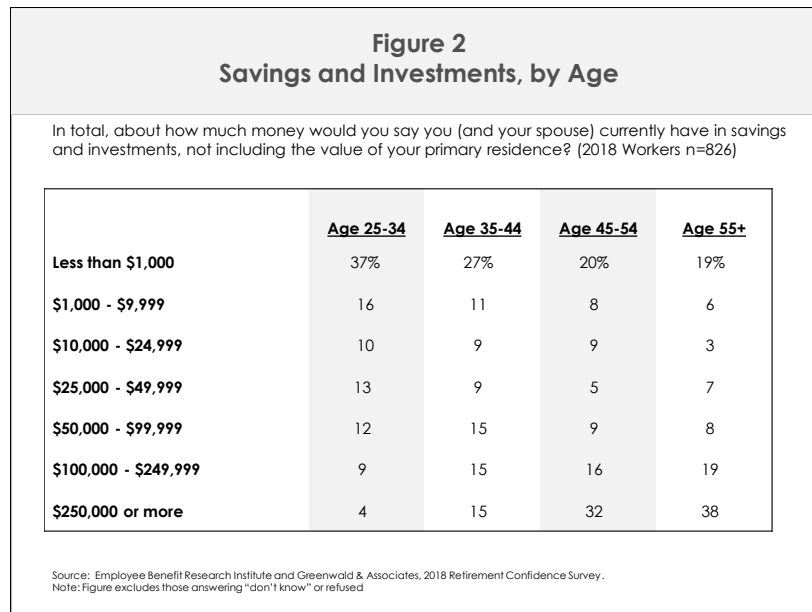 Figure 2
Savings and Investments, by Age
In total, about how much money would you say you (and your spouse) currently have in savings
and investments, not including the value of your primary residence? (2018 Workers n=826)
Age 25-34 Age 35-44 Age 45-54 Age 55+
Less than $1,000 37% 27% 20% 19%
$1,000 - $9,999 16 11 8 6
$10,000 - $24,999 10 9 9 3
$25,000 - $49,999 13 9 5 7
$50,000 - $99,999 12 15 9 8
$100,000 - $249,999 9 15 16 19
$250,000 or more 4 15 32 38
Source: Employee Benefit Research Institute and Greenwald & Associates, 2018 Retirement Confidence Survey.
Note: Figure excludes those answering “don’t know” or refused